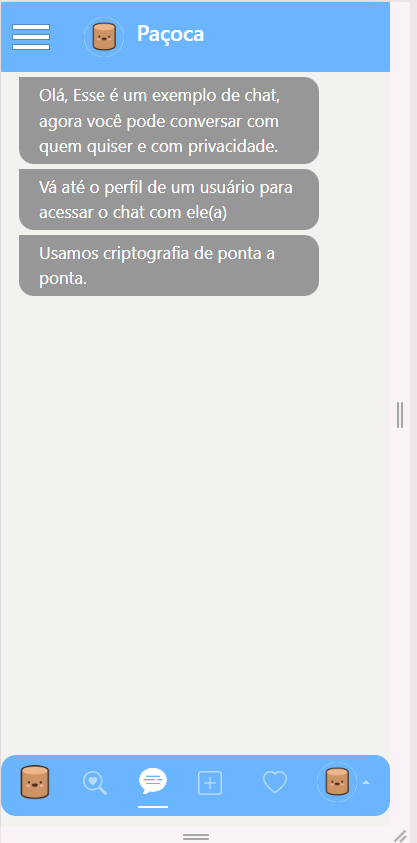 Paçoca
Olá, Esse é um exemplo de chat,
agora você pode conversar com
quem quiser e com privacidade.
Vá até o perfil de um usuário para
acessar o chat com ele(a)
Usamos criptografia de ponta a
ponta.